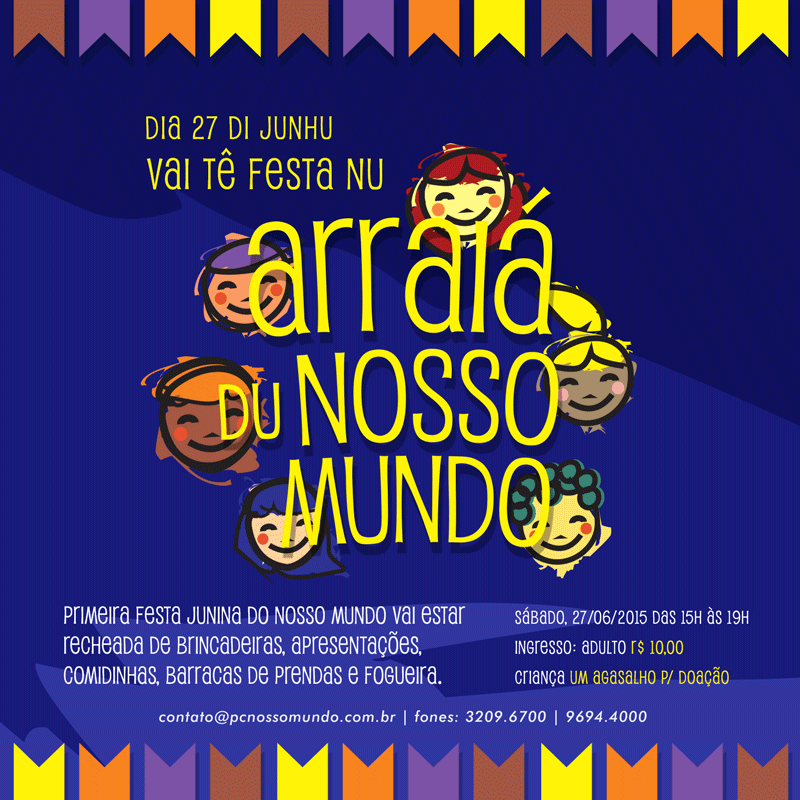 Dia 27 di Junhu
Vai tê festa nu
arraiá
du NOSSO
MUNDO
Primeira festa junina do Nosso Mundo vai estar
recheada de brincadeiras, apresentações,
comidinhas, barracas de prendas e fogueira.
Sábado, 27/06/2015 das 15h às 19h
Ingresso: adulto R$ 10,00
criança um agasalho p/ doação
contato@pcnossomundo.com.br | fones: 3209.6700 | 9694.4000